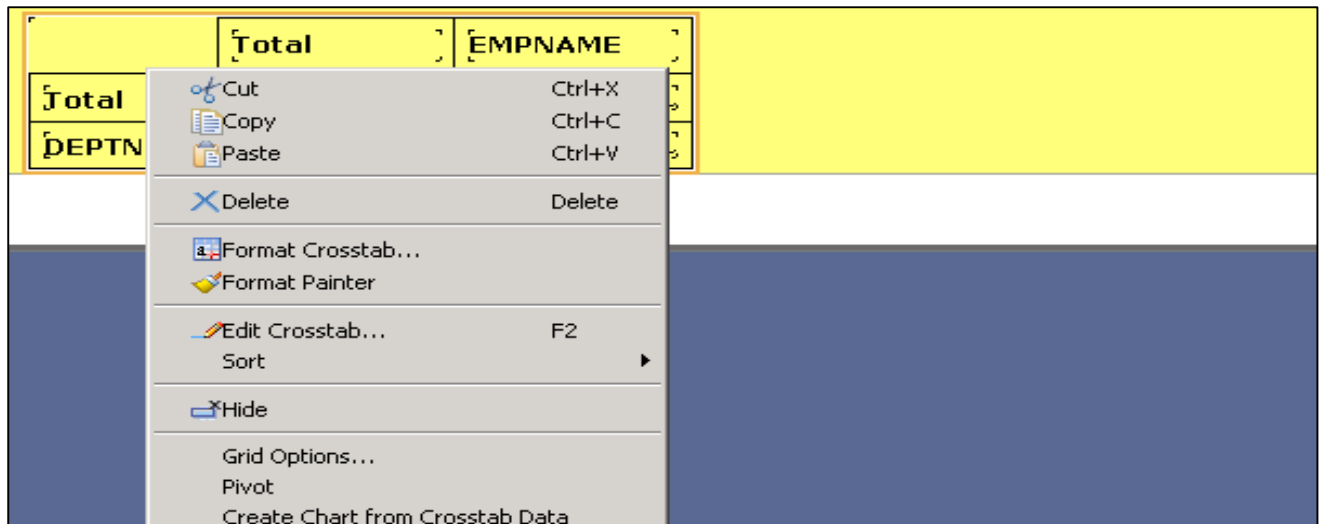 Total EMPNAME
Total
DEPTN
Cut Ctrl+X
Copy Ctrl+C
Paste Ctrl+V
Delete Delete
Format Crosstab...
Format Painter
Edit Crosstab... F2
Sort
Hide
Grid Options...
Pivot
Create Chart from Crosstab Data